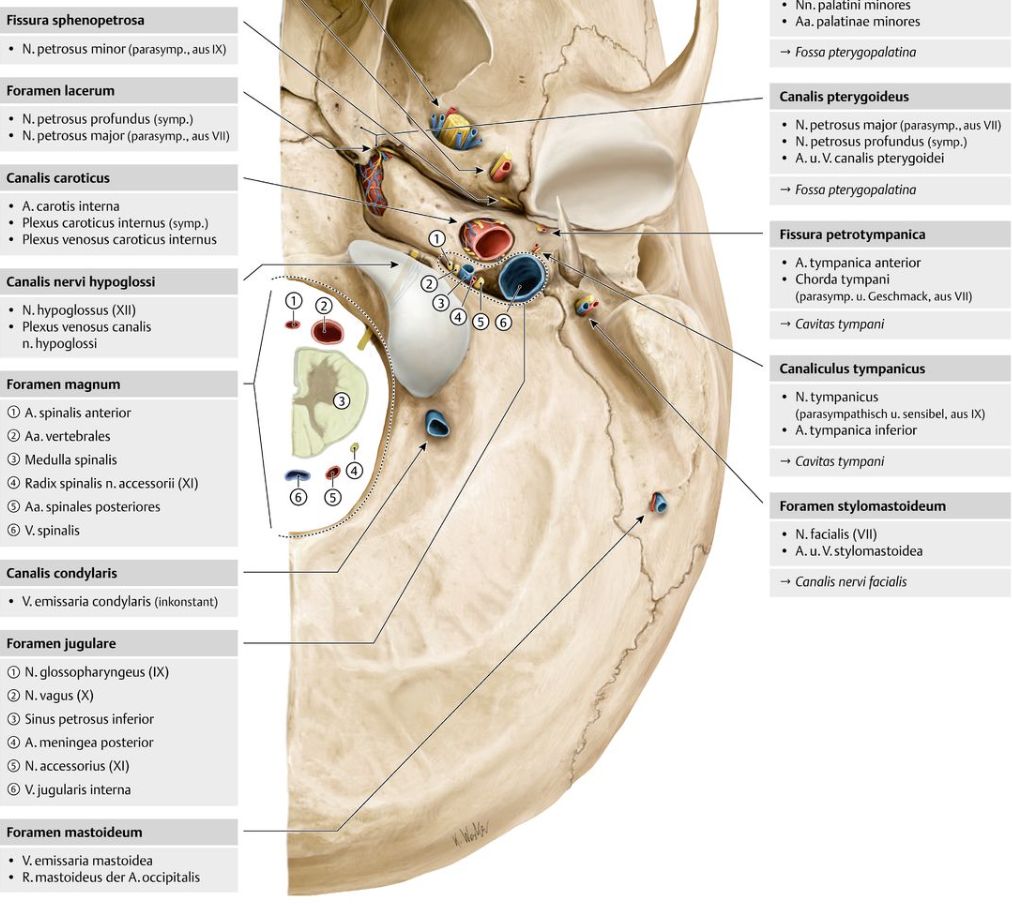 Fissura sphenopetrosa
• N. petrosus minor (parasymp., aus IX)
Foramen lacerum
• N. petrosus profundus (symp.)
• N. petrosus major (parasymp., aus VII)
Canalis caroticus
• A. carotis interna
• Plexus caroticus internus (symp.)
• Plexus venosus caroticus internus
Canalis nervi hypoglossi
• N. hypoglossus (XII)
• Plexus venosus canalis
n. hypoglossi
Foramen magnum
① A. spinalis anterior
② Aa. vertebrales
③ Medulla spinalis
④ Radix spinalis n. accessorii (XI)
⑤ Aa. spinales posteriores
⑥ V. spinalis
Canalis condylaris
• V. emissaria condylaris (inkonstant)
Foramen jugulare
① N. glossopharyngeus (IX)
② N. vagus (X)
③ Sinus petrosus inferior
④ A. meningea posterior
⑤ N. accessorius (XI)
⑥ V. jugularis interna
Foramen mastoideum
• V. emissaria mastoidea
• R. mastoideus der A. occipitalis
①
②
③
④
⑤
⑥
①
②
③
④
⑤
⑥
• Nn. palatini minores
• Aa. palatinae minores
→ Fossa pterygopalatina
Canalis pterygoideus
• N. petrosus major (parasymp., aus VII)
• N. petrosus profundus (symp.)
• A. u. V. canalis pterygoidei
→ Fossa pterygopalatina
Fissura petrotympanica
• A. tympanica anterior
• Chorda tympani
(parasymp. u. Geschmack, aus VII)
→ Cavitas tympani
Canaliculus tympanicus
• N. tympanicus
(parasympathisch u. sensibel, aus IX)
• A. tympanica inferior
→ Cavitas tympani
Foramen stylomastoideum
• N. facialis (VII)
• A. u. V. stylomastoidea
→ Canalis nervi facialis